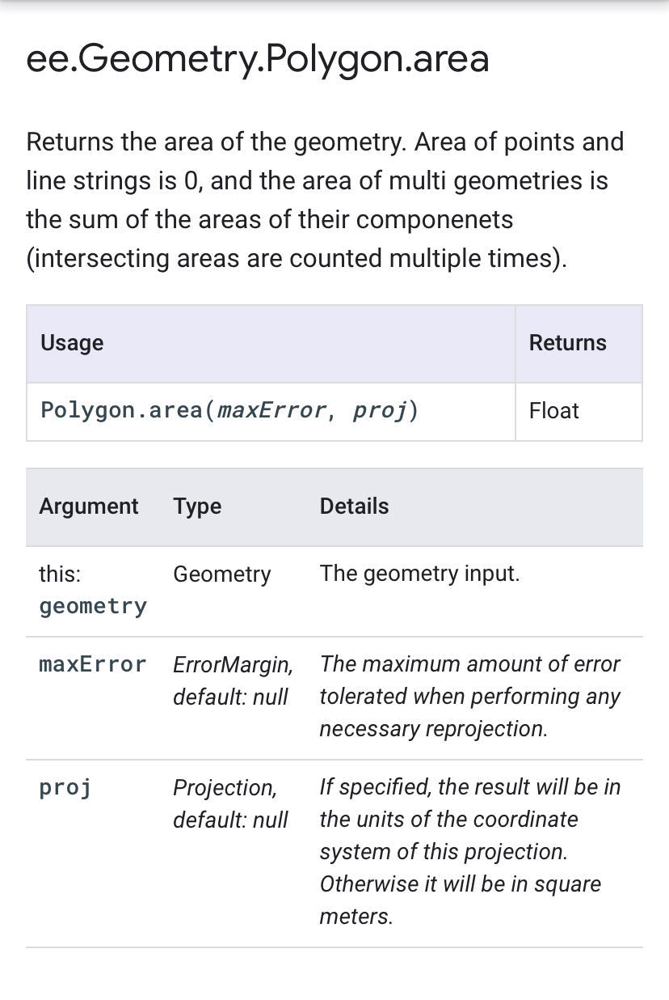 ee.Geometry.Polygon.area
Returns the area of the geometry. Area of points and
line strings is 0, and the area of multi geometries is
the sum of the areas of their componenets
(intersecting areas are counted multiple times).
Usage Returns
Polygon.area(maxError, proj) Float
Argument Type Details
this: Geometry The geometry input.
geometry
maxError ErrorMargin, The maximum amount of error
default: null tolerated when performing any
necessary reprojection.
proj Projection, If specified, the result will be in
default: null the units of the coordinate
system of this projection.
Otherwise it will be in square
meters.